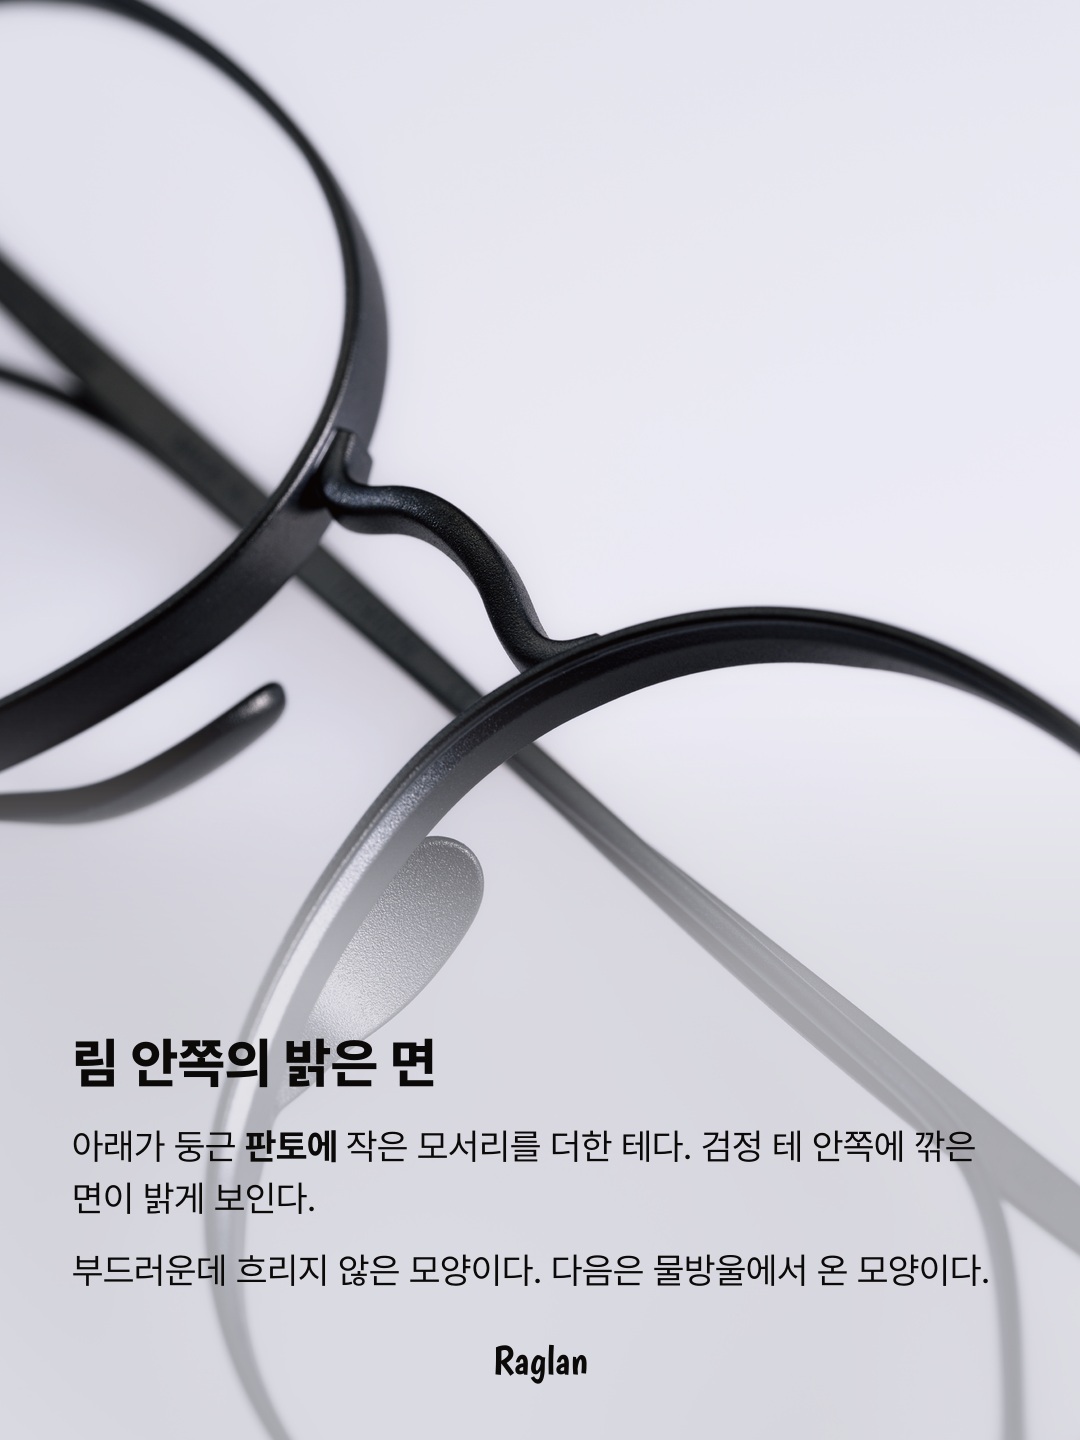 림 안쪽의 밝은 면
아래가 둥근 판토에 작은 모서리를 더한 테다. 검정 테 안쪽에 깎은
면이 밝게 보인다.
부드러운데 흐리지 않은 모양이다. 다음은 물방울에서 온 모양이다.
Raglan